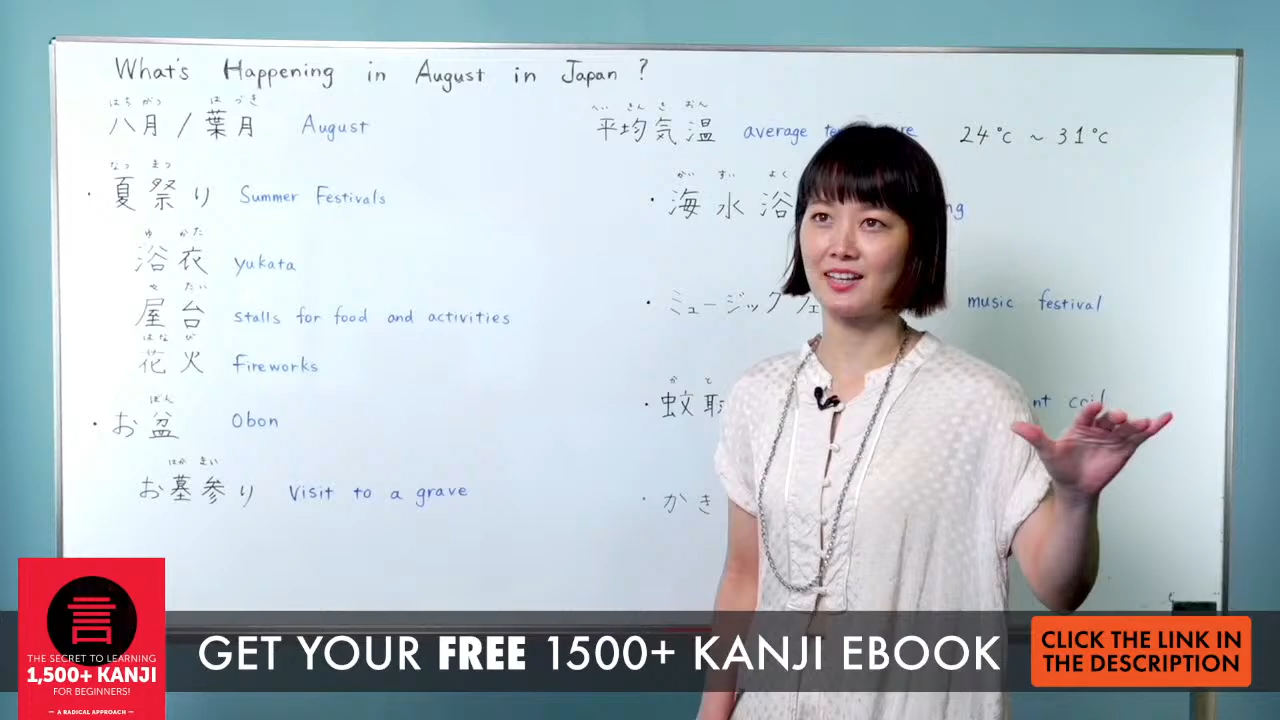 What's Happening in August in Japan ?
はち がつ は づき
八月 / 葉月 August
なつ まつ
・夏祭り Summer Festivals
ゆ かた
浴衣 yukata
や たい
屋台 stalls for food and activities
はな び
花火 fireworks
ぼん
・お盆 Obon
はか まい
お墓参り Visit to a grave
へい きん き おん
平均気温 average 24℃ ~ 31℃
かい すい よく
・海水浴
・ミュージックフェ music festival
か と
・蚊取
・かき
GET YOUR FREE 1500+ KANJI EBOOK
CLICK THE LINK IN
THE DESCRIPTION
言
THE SECRET TO LEARNING
1,500+ KANJI
FOR BEGINNERS!
— A RADICAL APPROACH —